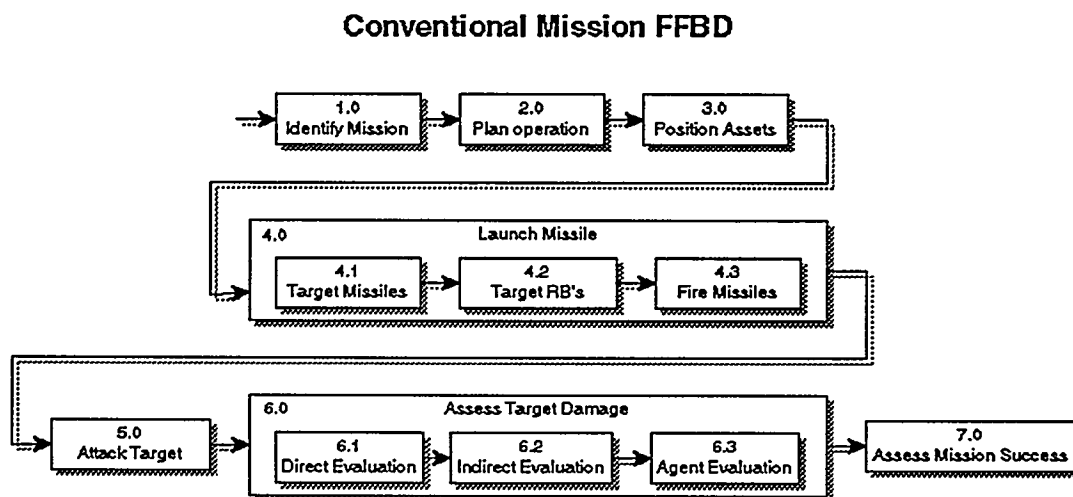 Conventional Mission FFBD
1.0
Identify Mission
2.0
Plan operation
3.0
Position Assets
4.0
Launch Missile
4.1
Target Missiles
4.2
Target RB's
4.3
Fire Missiles
5.0
Attack Target
6.0
Assess Target Damage
6.1
Direct Evaluation
6.2
Indirect Evaluation
6.3
Agent Evaluation
7.0
Assess Mission Success